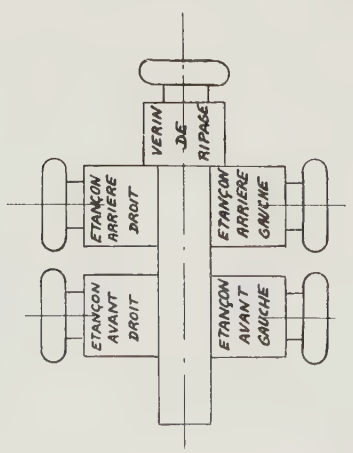 VERIN
DE
RIPAGE
ETANÇON
ARRIERE
DROIT
ETANÇON
ARRIERE
GAUCHE
ETANÇON
AVANT
DROIT
ETANÇON
AVANT
GAUCHE